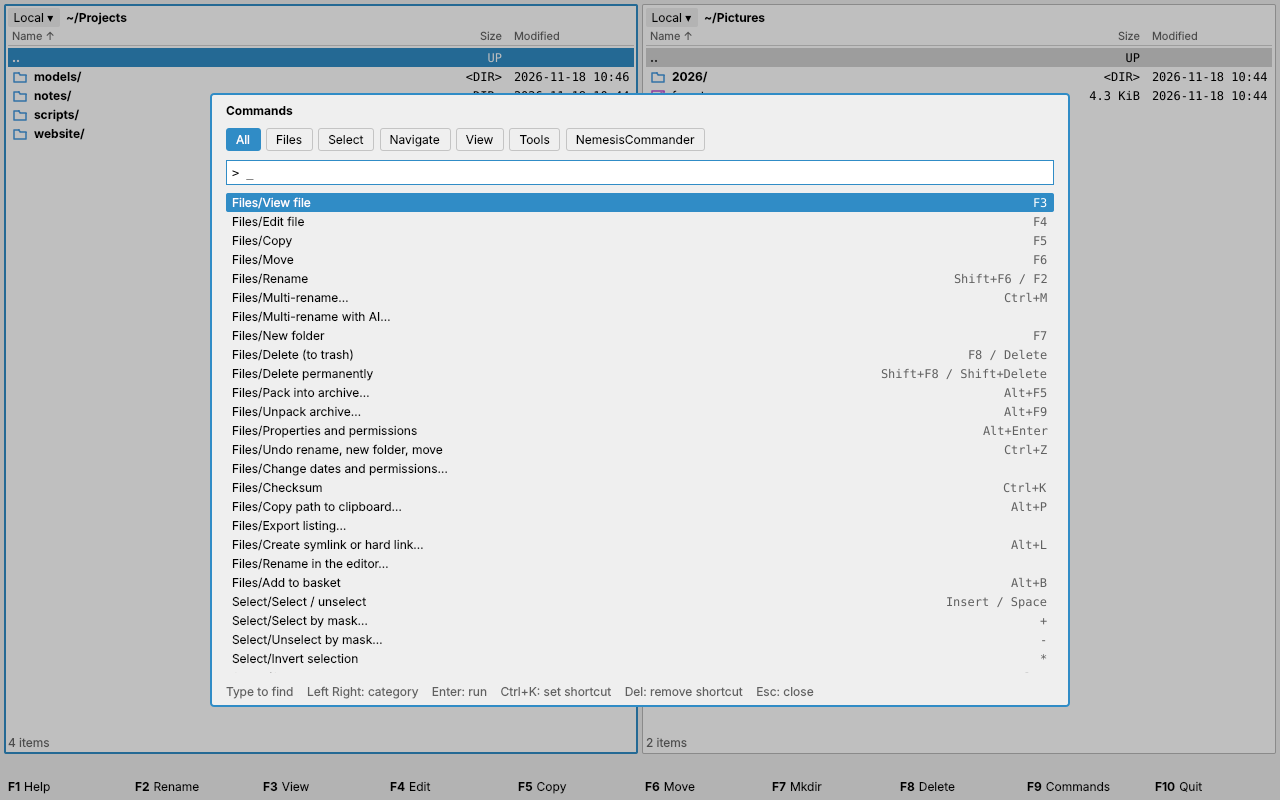 Local ▾ ~/Projects
Name ↑ Size Modified
.. UP
models/ <DIR> 2026-11-18 10:46
notes/
scripts/
website/
4 items
Local ▾ ~/Pictures
Name ↑ Size Modified
.. UP
2026/ <DIR> 2026-11-18 10:44
4.3 KiB 2026-11-18 10:44
2 items
Commands
All Files Select Navigate View Tools NemesisCommander
> _
Files/View file F3
Files/Edit file F4
Files/Copy F5
Files/Move F6
Files/Rename Shift+F6 / F2
Files/Multi-rename... Ctrl+M
Files/Multi-rename with AI...
Files/New folder F7
Files/Delete (to trash) F8 / Delete
Files/Delete permanently Shift+F8 / Shift+Delete
Files/Pack into archive... Alt+F5
Files/Unpack archive... Alt+F9
Files/Properties and permissions Alt+Enter
Files/Undo rename, new folder, move Ctrl+Z
Files/Change dates and permissions...
Files/Checksum Ctrl+K
Files/Copy path to clipboard... Alt+P
Files/Export listing...
Files/Create symlink or hard link... Alt+L
Files/Rename in the editor...
Files/Add to basket Alt+B
Select/Select / unselect Insert / Space
Select/Select by mask... +
Select/Unselect by mask... -
Select/Invert selection *
Type to find Left Right: category Enter: run Ctrl+K: set shortcut Del: remove shortcut Esc: close
F1 Help F2 Rename F3 View F4 Edit F5 Copy F6 Move F7 Mkdir F8 Delete F9 Commands F10 Quit